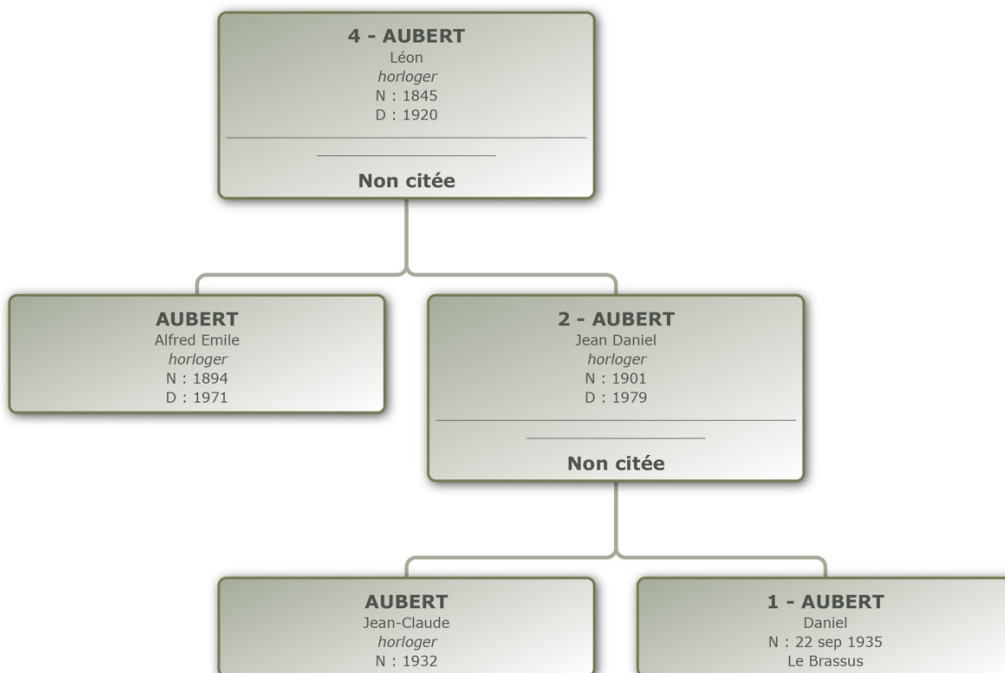 4 - AUBERT
Léon
horloger
N : 1845
D : 1920
Non citée
AUBERT
Alfred Emile
horloger
N : 1894
D : 1971
2 - AUBERT
Jean Daniel
horloger
N : 1901
D : 1979
Non citée
AUBERT
Jean-Claude
horloger
N : 1932
1 - AUBERT
Daniel
N : 22 sep 1935
Le Brassus